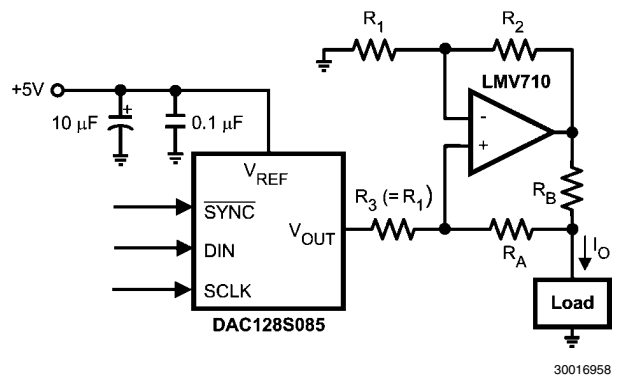 R1
R2
LMV710
+5V
10 µF
+
0.1 µF
-
+
VREF
SYNC
R3 (= R1)
RB
VOUT
DIN
RA
IO
SCLK
Load
DAC128S085
30016958